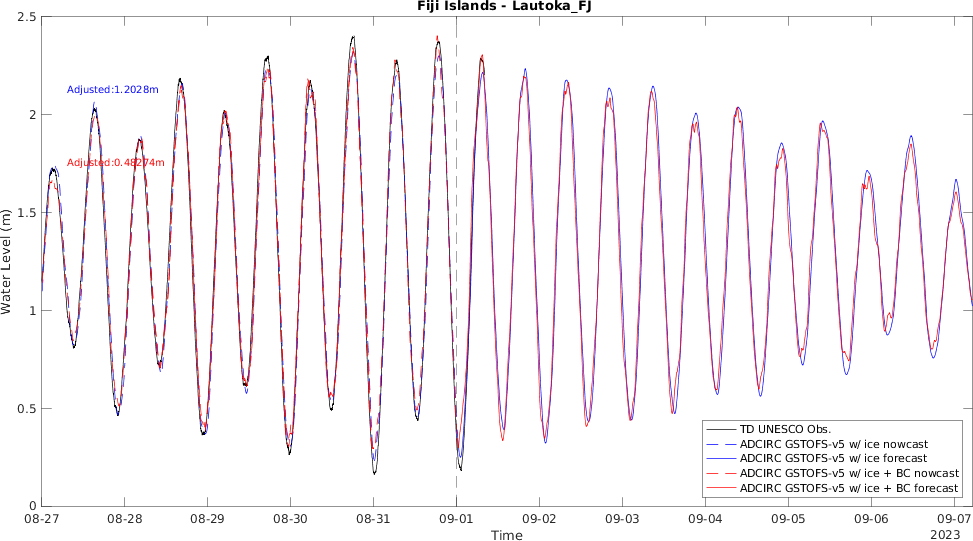 Fiji Islands - Lautoka_FJ
2.5
2
1.5
1
0.5
0
Water Level (m)
Adjusted:1.2028m
Adjusted:0.48274m
TD UNESCO Obs.
ADCIRC GSTOFS-v5 w/ ice nowcast
ADCIRC GSTOFS-v5 w/ ice forecast
ADCIRC GSTOFS-v5 w/ ice + BC nowcast
ADCIRC GSTOFS-v5 w/ ice + BC forecast
08-27 08-28 08-29 08-30 08-31 09-01 09-02 09-03 09-04 09-05 09-06 09-07
Time
2023